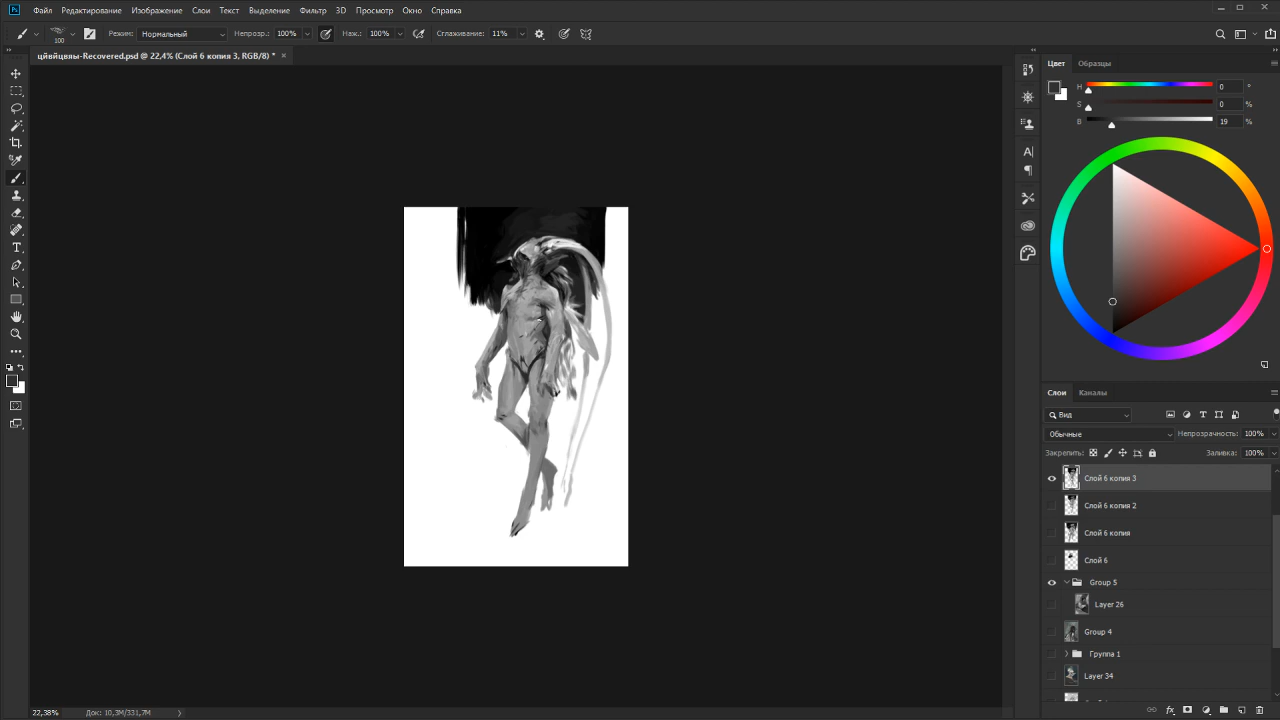 Ps Файл Редактирование Изображение Слои Текст Выделение Фильтр 3D Просмотр Окно Справка
100 Режим: Нормальный Непрозр.: 100% Наж.: 100% Сглаживание: 11%
цйвйцвяы-Recovered.psd @ 22,4% (Слой 6 копия 3, RGB/8) *
Цвет Образцы
H 0 °
S 0 %
B 19 %
Слои Каналы
Вид
Обычные Непрозрачность: 100%
Закрепить: Заливка: 100%
Слой 6 копия 3
Слой 6 копия 2
Слой 6 копия
Слой 6
Group 5
Layer 26
Group 4
Группа 1
Layer 34
22,38% Док: 10,3M/331,7M